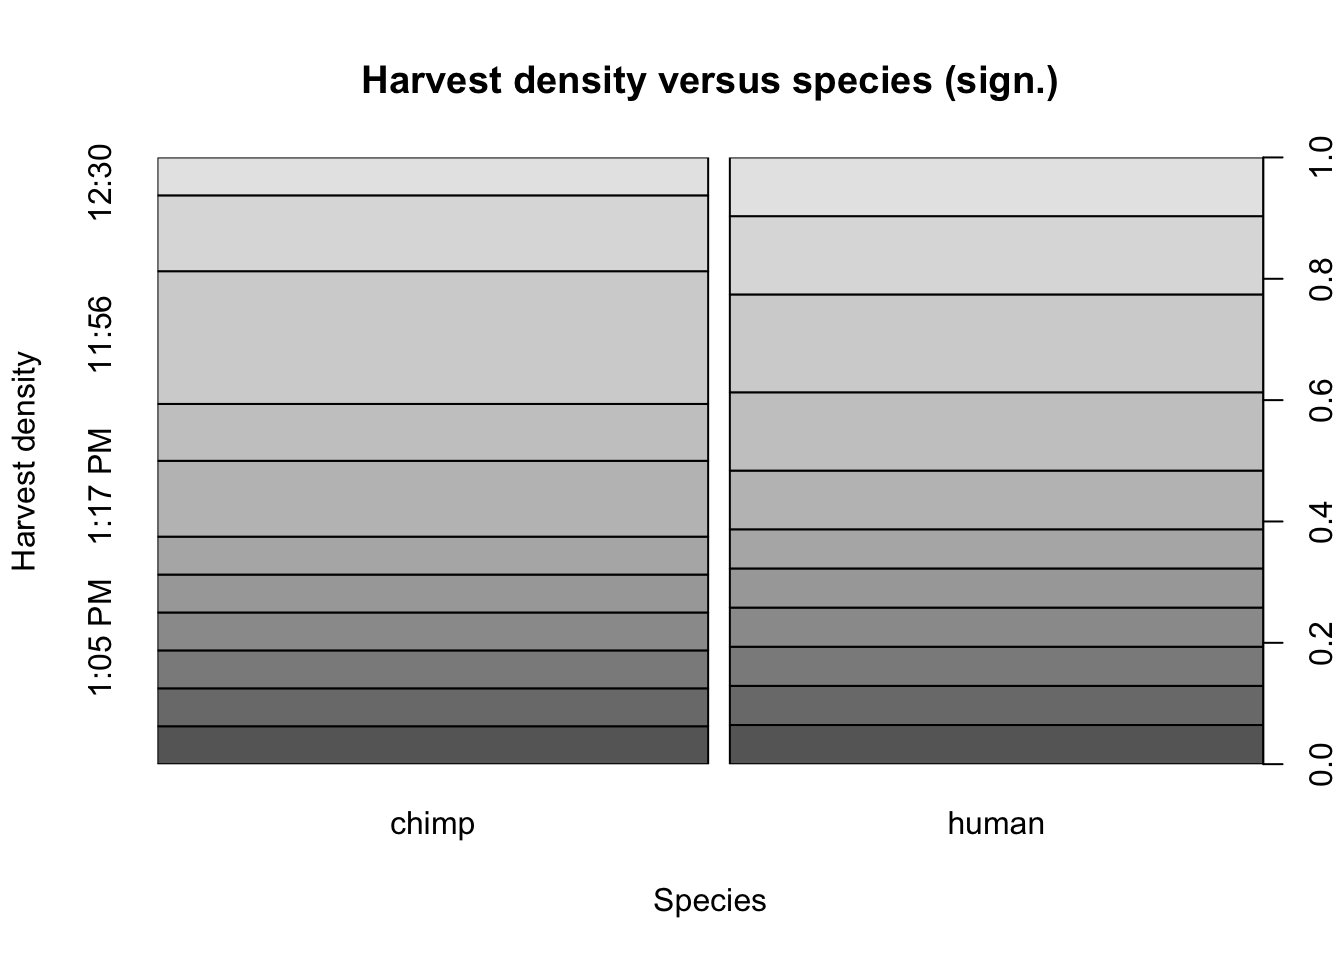 Harvest density versus species (sign.)
Harvest density
12:30
11:56
1:17 PM
1:05 PM
1.0
0.8
0.6
0.4
0.2
0.0
chimp
human
Species